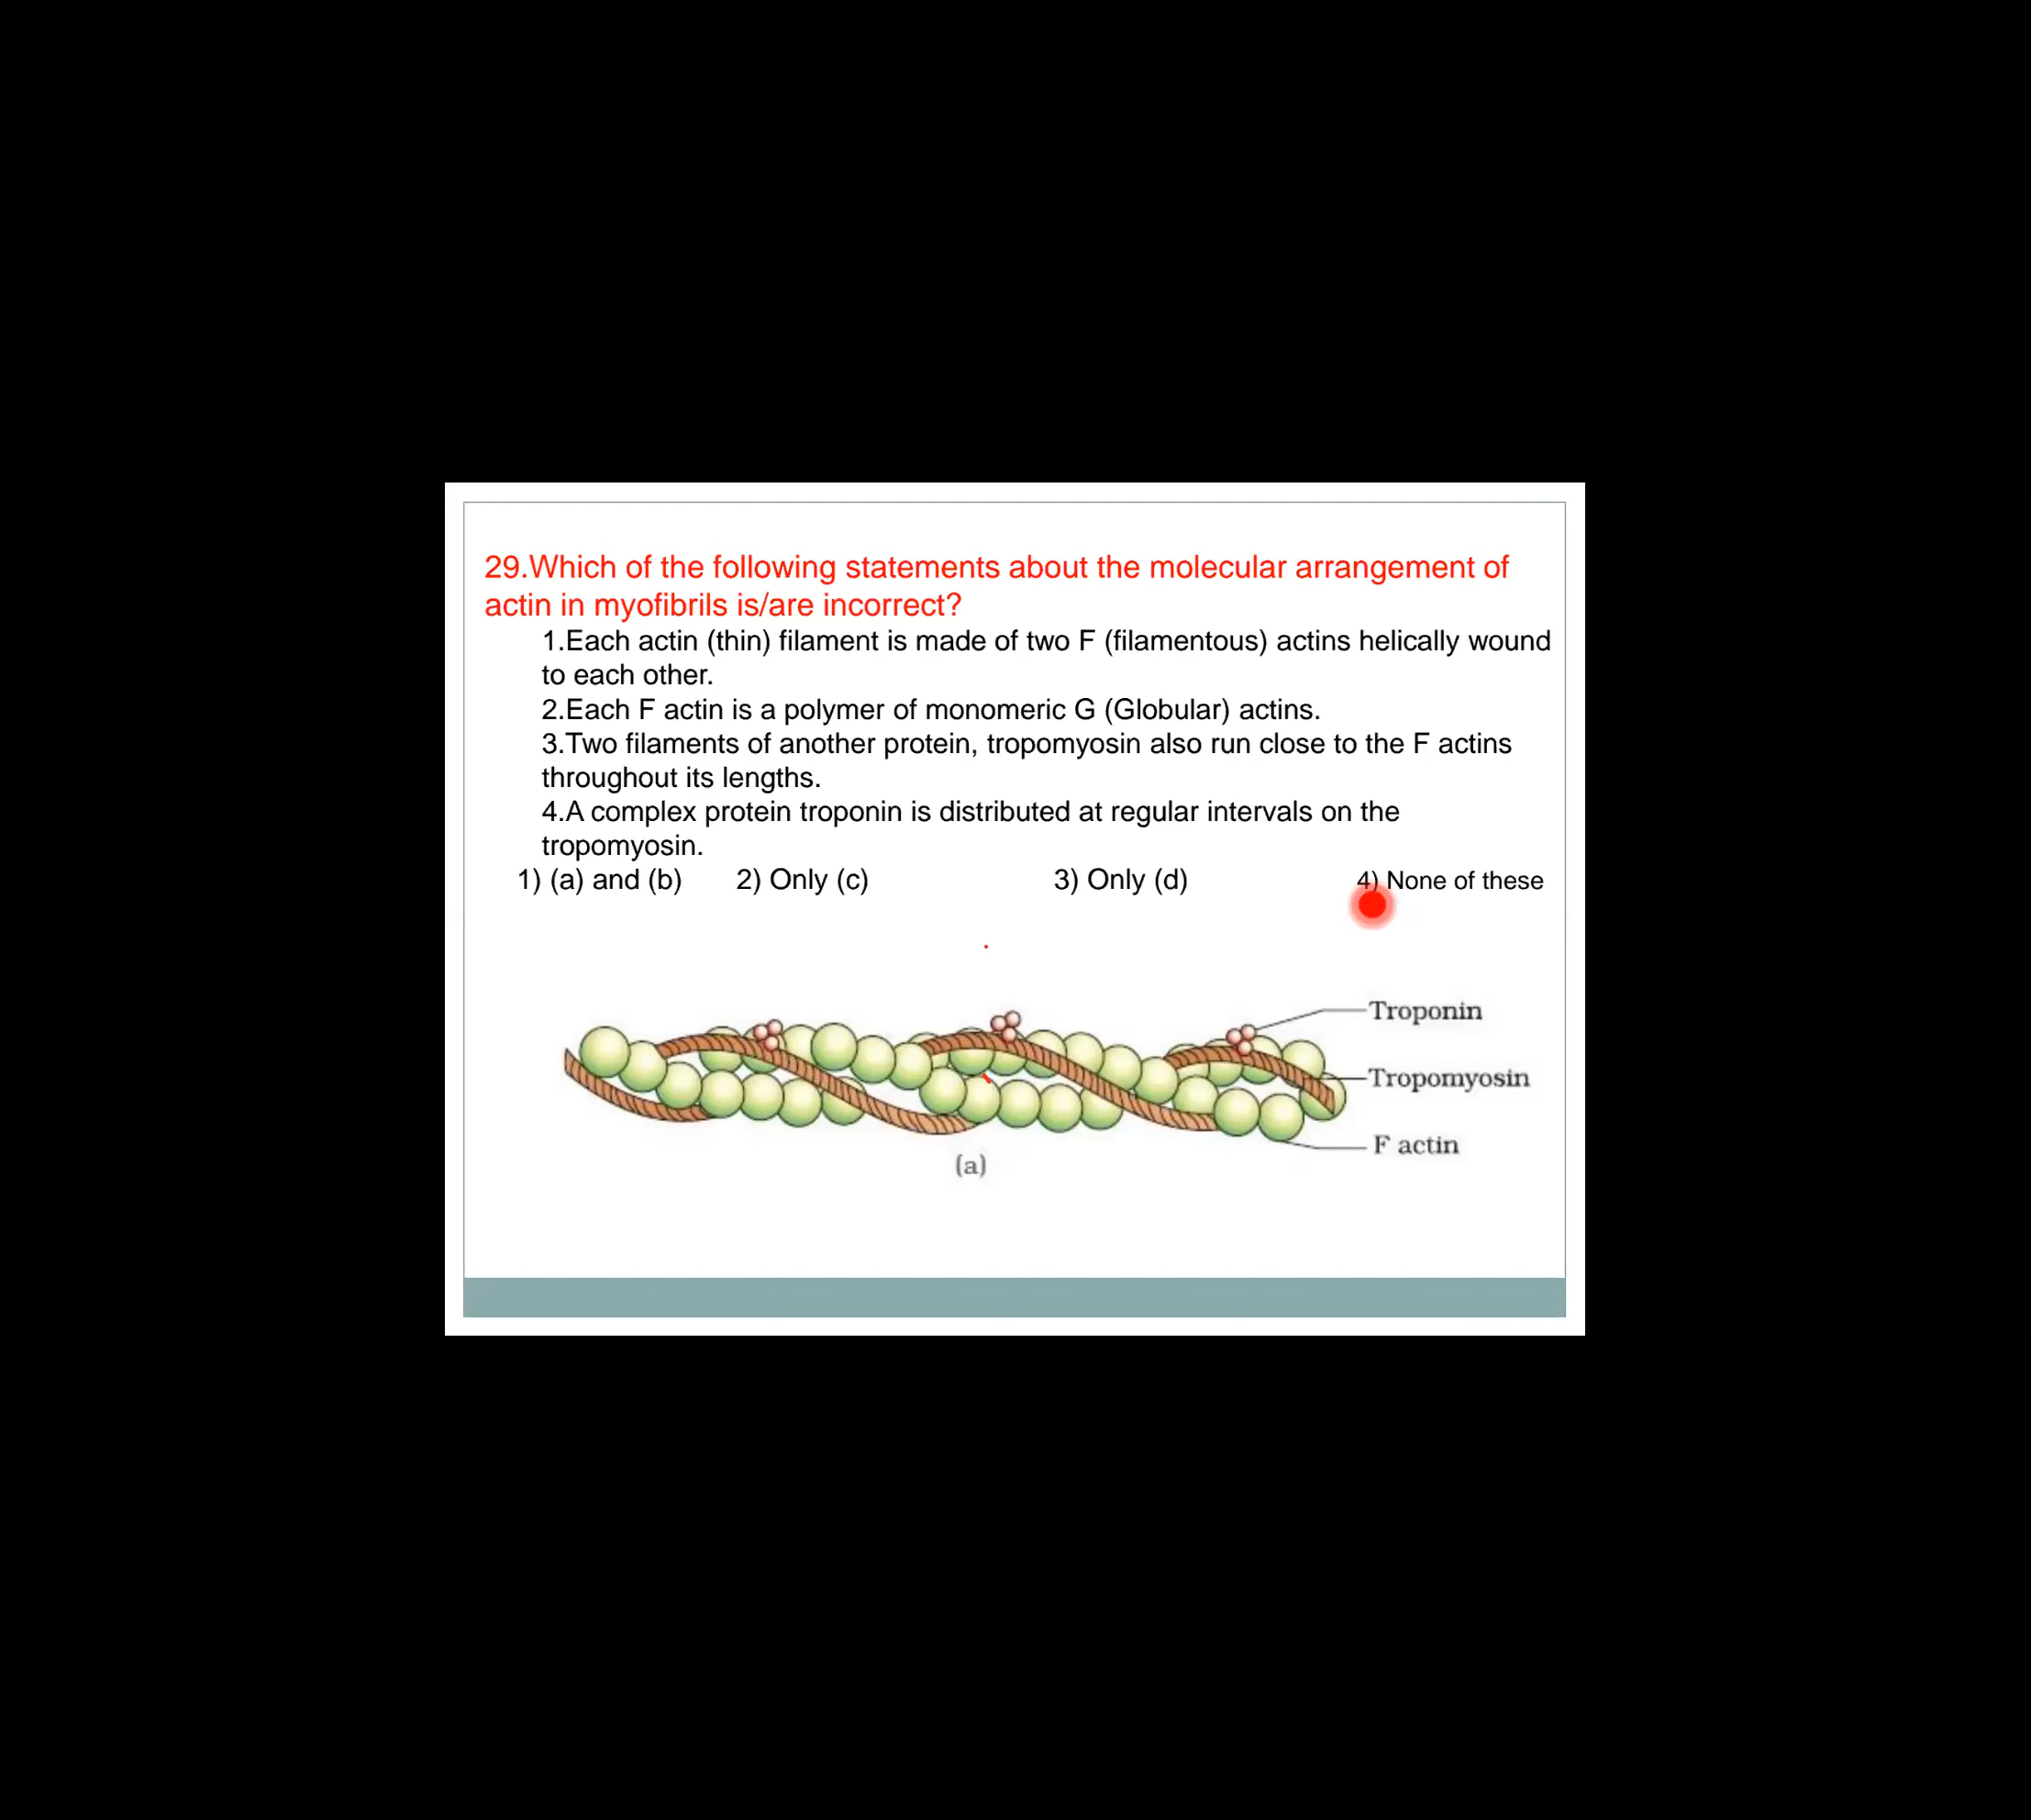 29.Which of the following statements about the molecular arrangement of
actin in myofibrils is/are incorrect?
1.Each actin (thin) filament is made of two F (filamentous) actins helically wound
to each other.
2.Each F actin is a polymer of monomeric G (Globular) actins.
3.Two filaments of another protein, tropomyosin also run close to the F actins
throughout its lengths.
4.A complex protein troponin is distributed at regular intervals on the
tropomyosin.
1) (a) and (b) 2) Only (c) 3) Only (d) 4) None of these
Troponin
Tropomyosin
F actin
(a)